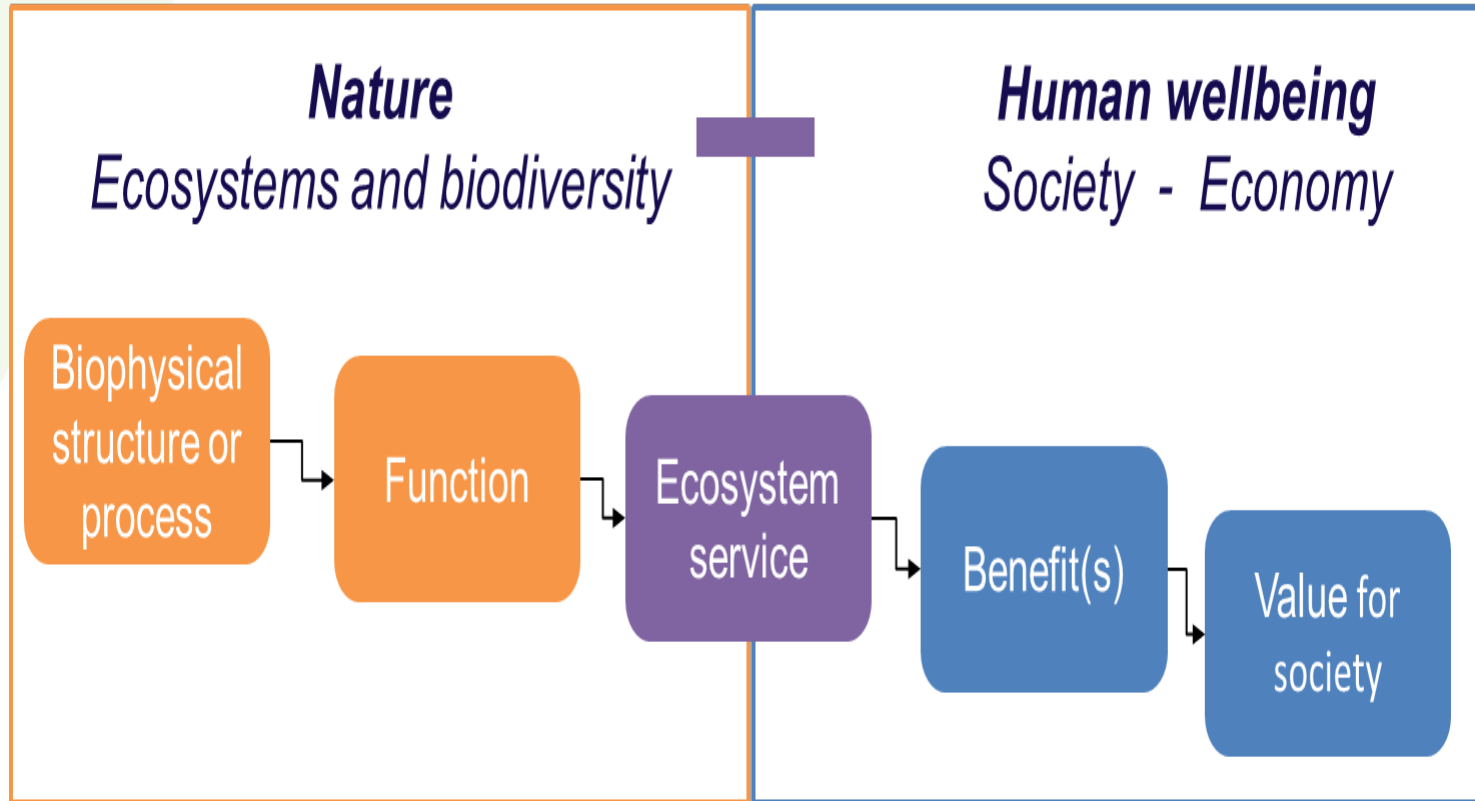 Nature
Ecosystems and biodiversity
Human wellbeing
Society - Economy
Biophysical
structure or
process
Function
Ecosystem
service
Benefit(s)
Value for
society